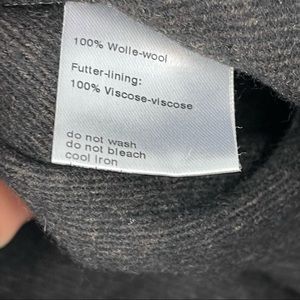 100% Wolle-wool
Futter-lining:
100% Viscose-viscose
do not wash
do not bleach
cool iron